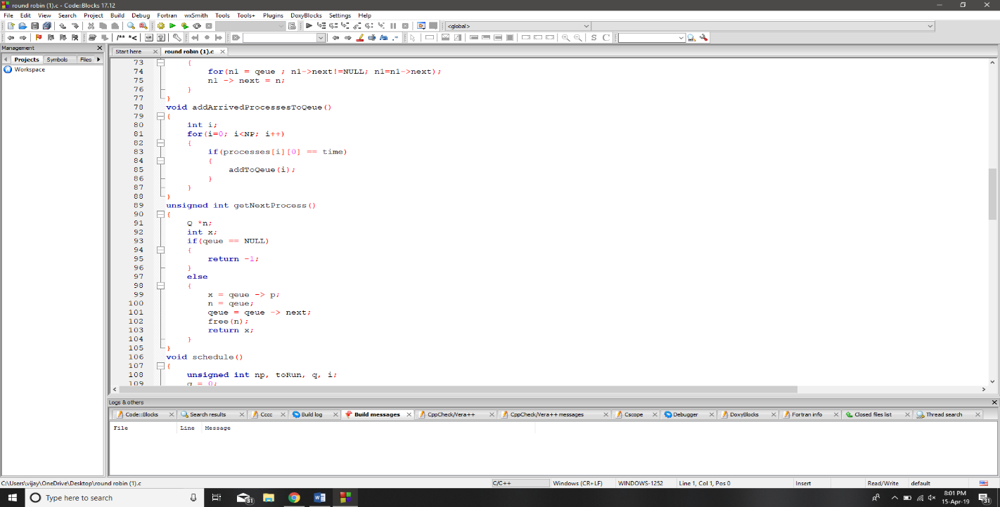 round robin (1).c - Code::Blocks 17.12
File Edit View Search Project Build Debug Fortran wxSmith Tools Tools+ Plugins DoxyBlocks Settings Help
<global>
/** *<
S C
Management
Projects Symbols Files
Workspace
Start here round robin (1).c
73 {
74 for(n1 = qeue ; n1->next!=NULL; n1=n1->next);
75 n1 -> next = n;
76 }
77 }
78 void addArrivedProcessesToQeue()
79 {
80 int i;
81 for(i=0; i<NP; i++)
82 {
83 if(processes[i][0] == time)
84 {
85 addToQeue(i);
86 }
87 }
88 }
89 unsigned int getNextProcess()
90 {
91 Q *n;
92 int x;
93 if(qeue == NULL)
94 {
95 return -1;
96 }
97 else
98 {
99 x = qeue -> p;
100 n = qeue;
101 qeue = qeue -> next;
102 free(n);
103 return x;
104 }
105 }
106 void schedule()
107 {
108 unsigned int np, toRun, q, i;
109 q = 0;
Logs & others
Code::Blocks Search results Cccc Build log Build messages CppCheck/Vera++ CppCheck/Vera++ messages Cscope Debugger DoxyBlocks Fortran info Closed files list Thread search
File Line Message
C:\Users\vijay\OneDrive\Desktop\round robin (1).c C/C++ Windows (CR+LF) WINDOWS-1252 Line 1, Col 1, Pos 0 Insert Read/Write default
Type here to search
31
8:01 PM
15-Apr-19
31